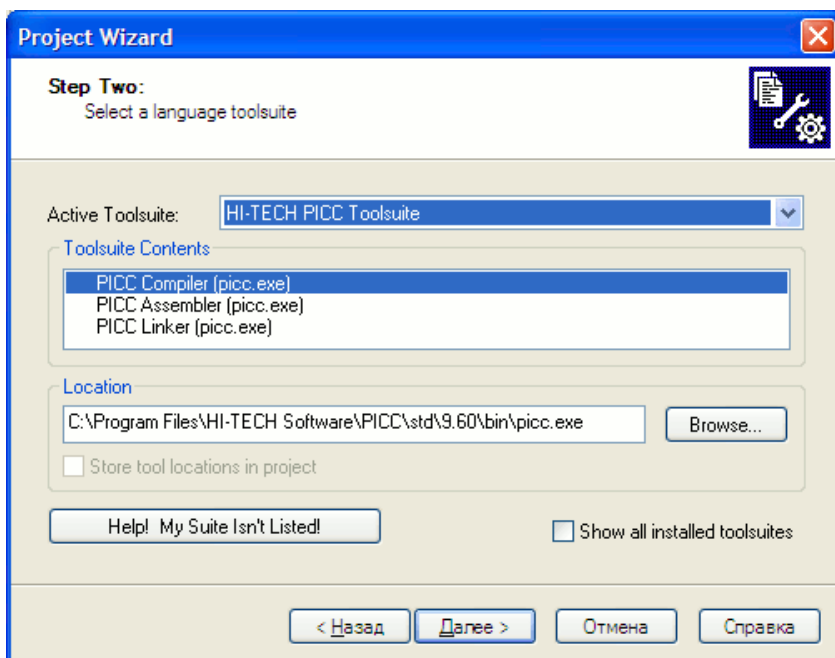 Project Wizard
Step Two:
Select a language toolsuite
Active Toolsuite: HI-TECH PICC Toolsuite
Toolsuite Contents
PICC Compiler (picc.exe)
PICC Assembler (picc.exe)
PICC Linker (picc.exe)
Location
C:\Program Files\HI-TECH Software\PICC\std\9.60\bin\picc.exe Browse...
Store tool locations in project
Help! My Suite Isn't Listed! Show all installed toolsuites
< Назад Далее > Отмена Справка